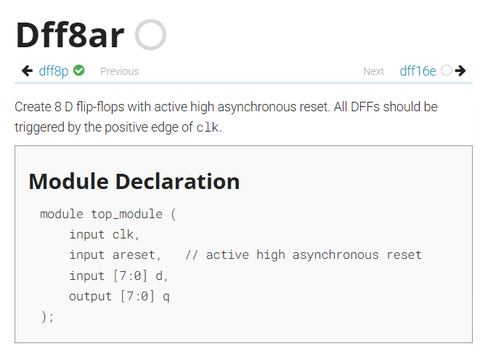 Dff8ar
dff8p Previous Next dff16e
Create 8 D flip-flops with active high asynchronous reset. All DFFs should be
triggered by the positive edge of clk.
Module Declaration
module top_module (
    input clk,
    input areset,   // active high asynchronous reset
    input [7:0] d,
    output [7:0] q
);